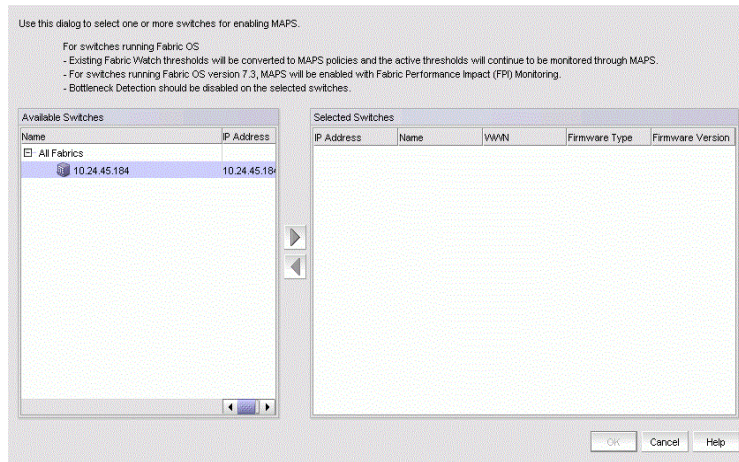 Use this dialog to select one or more switches for enabling MAPS.
For switches running Fabric OS
- Existing Fabric Watch thresholds will be converted to MAPS policies and the active thresholds will continue to be monitored through MAPS.
- For switches running Fabric OS version 7.3, MAPS will be enabled with Fabric Performance Impact (FPI) Monitoring.
- Bottleneck Detection should be disabled on the selected switches.
Available Switches
Name IP Address
All Fabrics
10.24.45.184 10.24.45.184
Selected Switches
IP Address Name WWN Firmware Type Firmware Version
OK Cancel Help